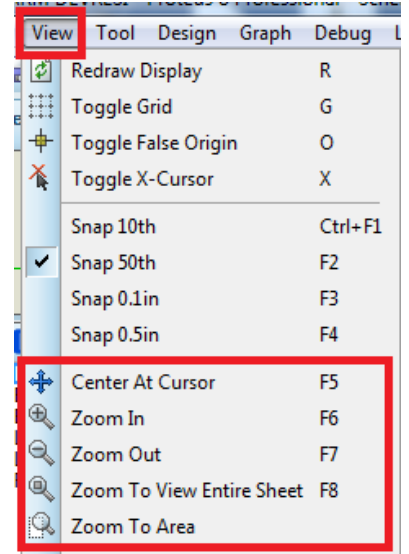 View Tool Design Graph Debug
Redraw Display R
Toggle Grid G
Toggle False Origin O
Toggle X-Cursor X
Snap 10th Ctrl+F1
Snap 50th F2
Snap 0.1in F3
Snap 0.5in F4
Center At Cursor F5
Zoom In F6
Zoom Out F7
Zoom To View Entire Sheet F8
Zoom To Area